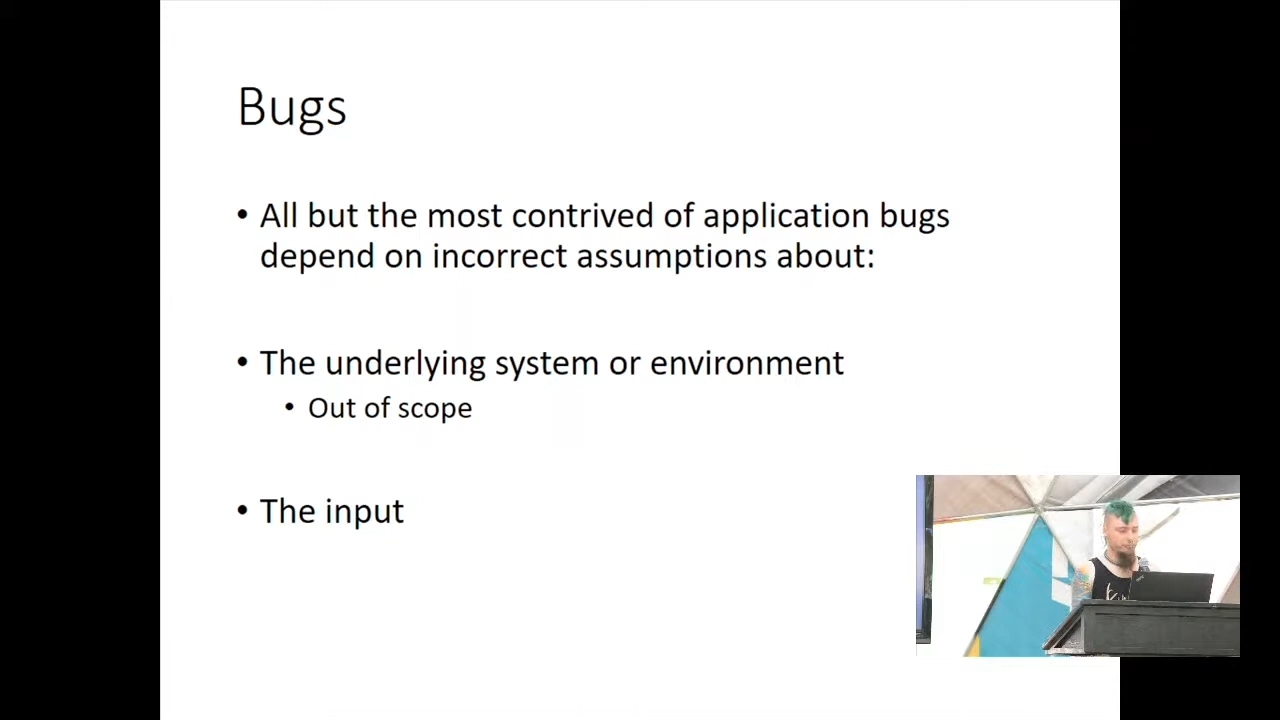 Bugs
• All but the most contrived of application bugs
depend on incorrect assumptions about:
• The underlying system or environment
• Out of scope
• The input